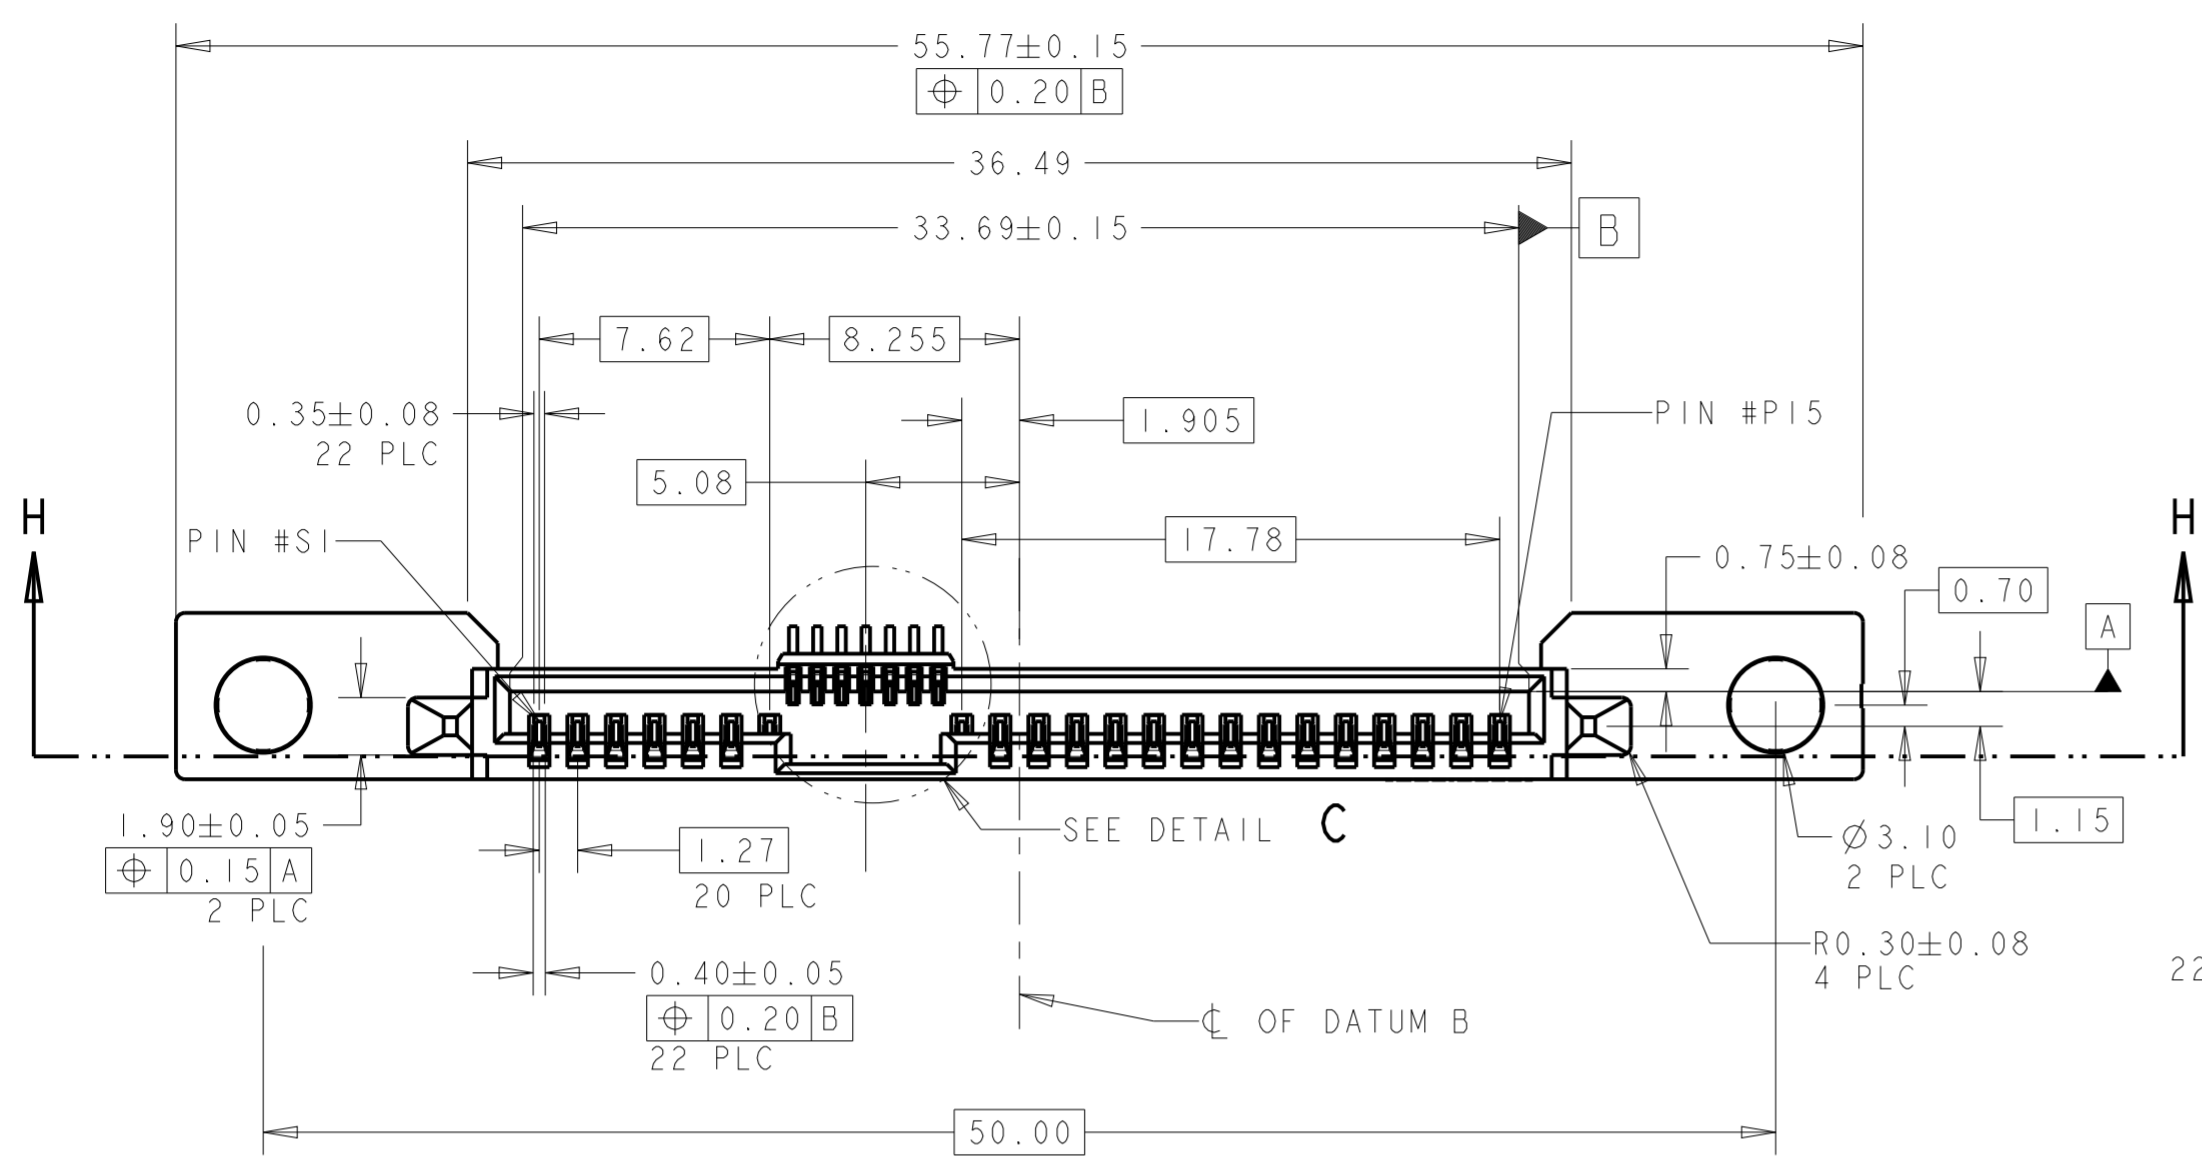 55.77±0.15
⌖ 0.20 B
36.49
33.69±0.15
B
7.62
8.255
0.35±0.08
22 PLC
1.905
PIN #P15
5.08
H
H
17.78
PIN #S1
0.75±0.08
0.70
A
1.90±0.05
⌖ 0.15 A
2 PLC
1.27
20 PLC
SEE DETAIL C
1.15
Ø3.10
2 PLC
R0.30±0.08
4 PLC
22
0.40±0.05
⌖ 0.20 B
22 PLC
℄ OF DATUM B
50.00